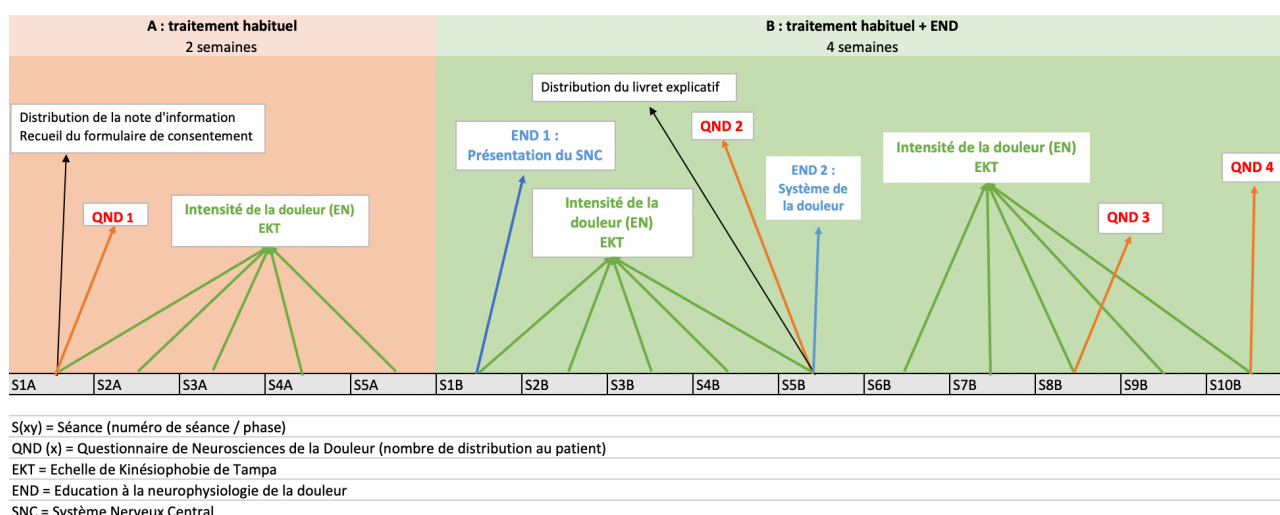 A : traitement habituel
2 semaines
B : traitement habituel + END
4 semaines
Distribution de la note d'information
Recueil du formulaire de consentement
QND 1
Intensité de la douleur (EN)
EKT
END 1 :
Présentation du SNC
Distribution du livret explicatif
Intensité de la
douleur (EN)
EKT
QND 2
END 2 :
Système de
la douleur
Intensité de la douleur (EN)
EKT
QND 3
QND 4
S1A
S2A
S3A
S4A
S5A
S1B
S2B
S3B
S4B
S5B
S6B
S7B
S8B
S9B
S10B
S(xy) = Séance (numéro de séance / phase)
QND (x) = Questionnaire de Neurosciences de la Douleur (nombre de distribution au patient)
EKT = Echelle de Kinésiophobie de Tampa
END = Education à la neurophysiologie de la douleur
SNC = Système Nerveux Central